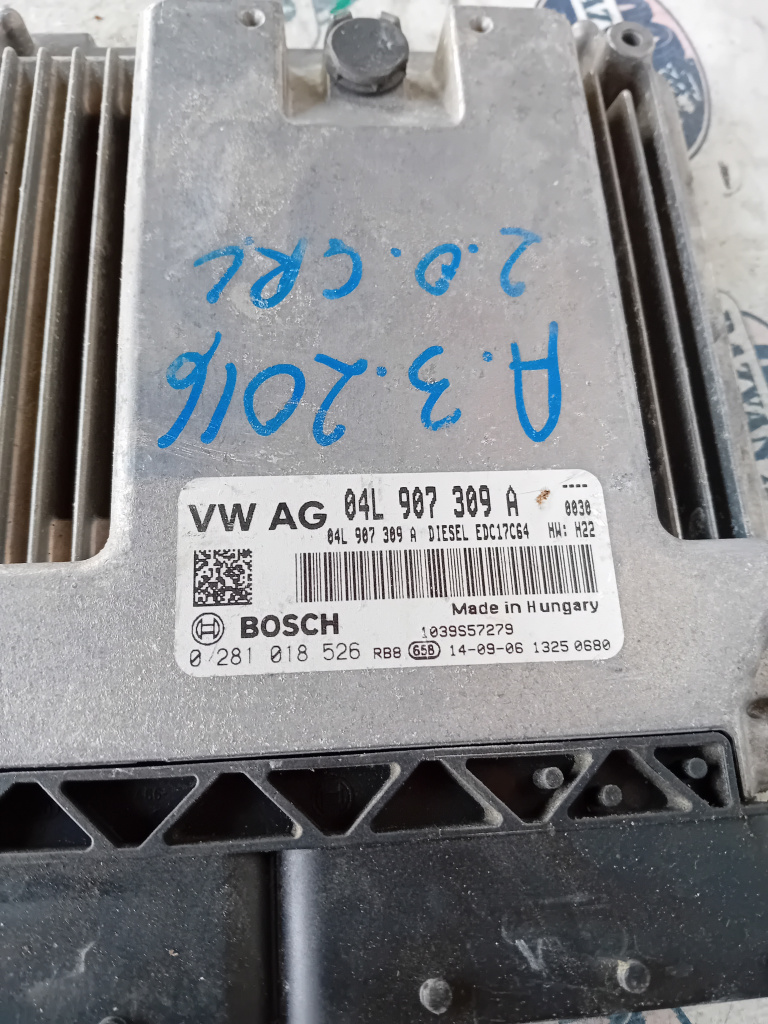 A.3.2016
2.0.CRL
VW AG 04L 907 309 A ----
0030
04L 907 309 A DIESEL EDC17C64 HW: H22
Made in Hungary
BOSCH 1039S57279
0 281 018 526 RB8 65B 14-09-06 1325 0680